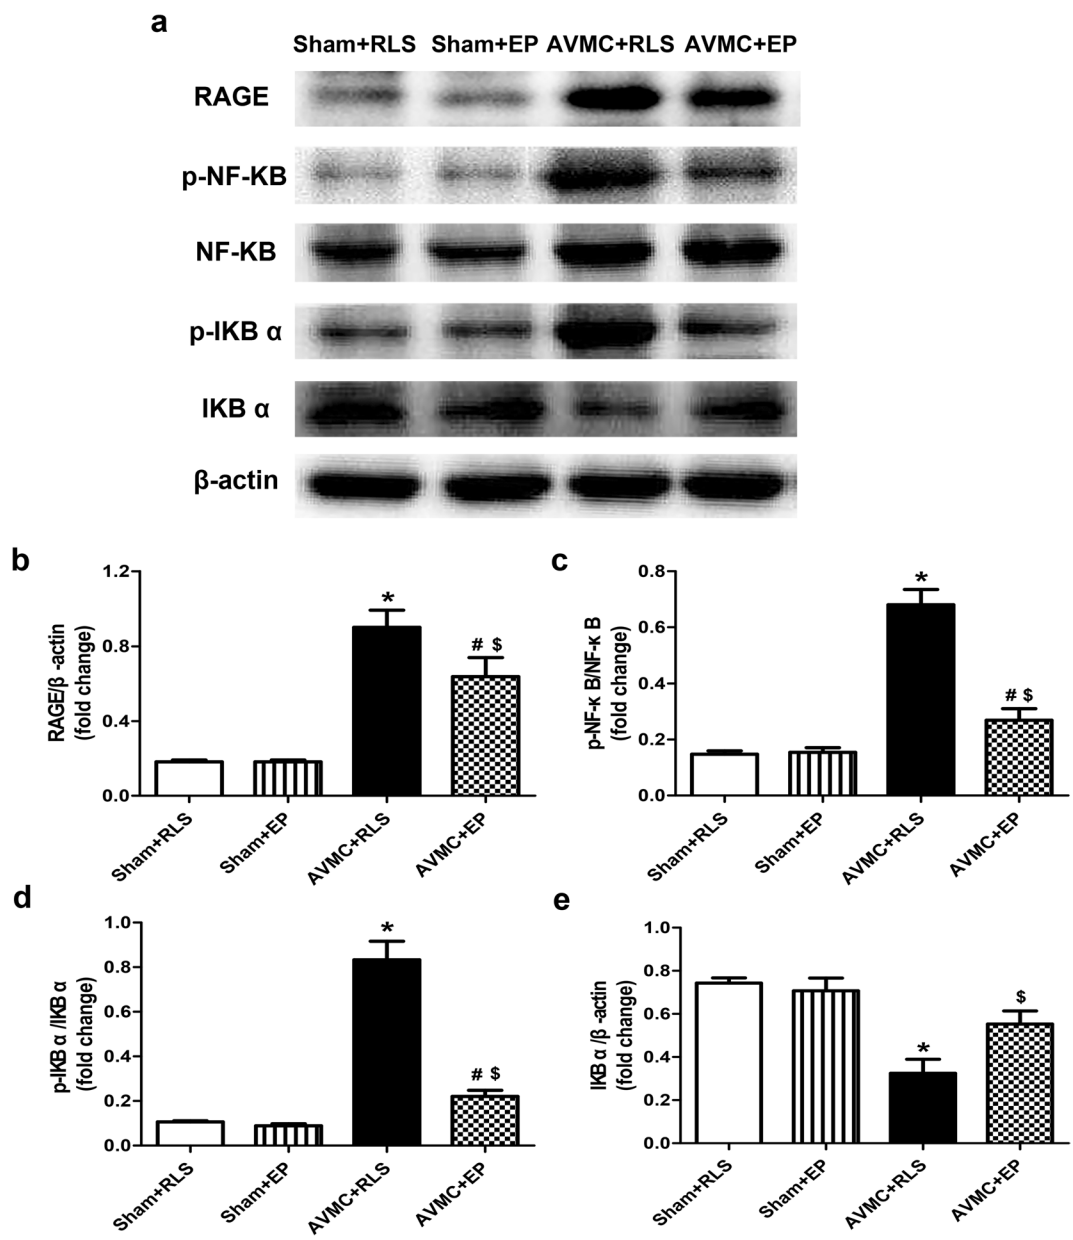 a
Sham+RLS Sham+EP AVMC+RLS AVMC+EP
RAGE
p-NF-KB
NF-KB
p-IKB α
IKB α
β-actin
b
RAGE/β -actin
(fold change)
1.2
0.8
0.4
0.0
*
# $
Sham+RLS
Sham+EP
AVMC+RLS
AVMC+EP
c
p-NF-κ B/NF-κ B
(fold change)
0.8
0.6
0.4
0.2
0.0
*
# $
Sham+RLS
Sham+EP
AVMC+RLS
AVMC+EP
d
p-IKB α /IKB α
(fold change)
1.0
0.8
0.6
0.4
0.2
0.0
*
# $
Sham+RLS
Sham+EP
AVMC+RLS
AVMC+EP
e
IKB α /β -actin
(fold change)
1.0
0.8
0.6
0.4
0.2
0.0
*
$
Sham+RLS
Sham+EP
AVMC+RLS
AVMC+EP